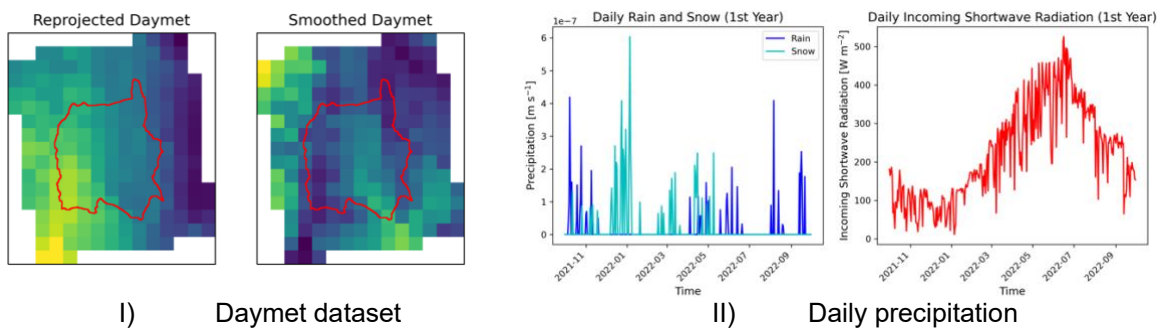 Reprojected Daymet
Smoothed Daymet
I) Daymet dataset
1e-7
Daily Rain and Snow (1st Year)
Rain
Snow
Precipitation [m s⁻¹]
6
5
4
3
2
1
0
2021-11
2022-01
2022-03
2022-05
2022-07
2022-09
Time
Daily Incoming Shortwave Radiation (1st Year)
Incoming Shortwave Radiation [W m⁻²]
500
400
300
200
100
0
2021-11
2022-01
2022-03
2022-05
2022-07
2022-09
Time
II) Daily precipitation